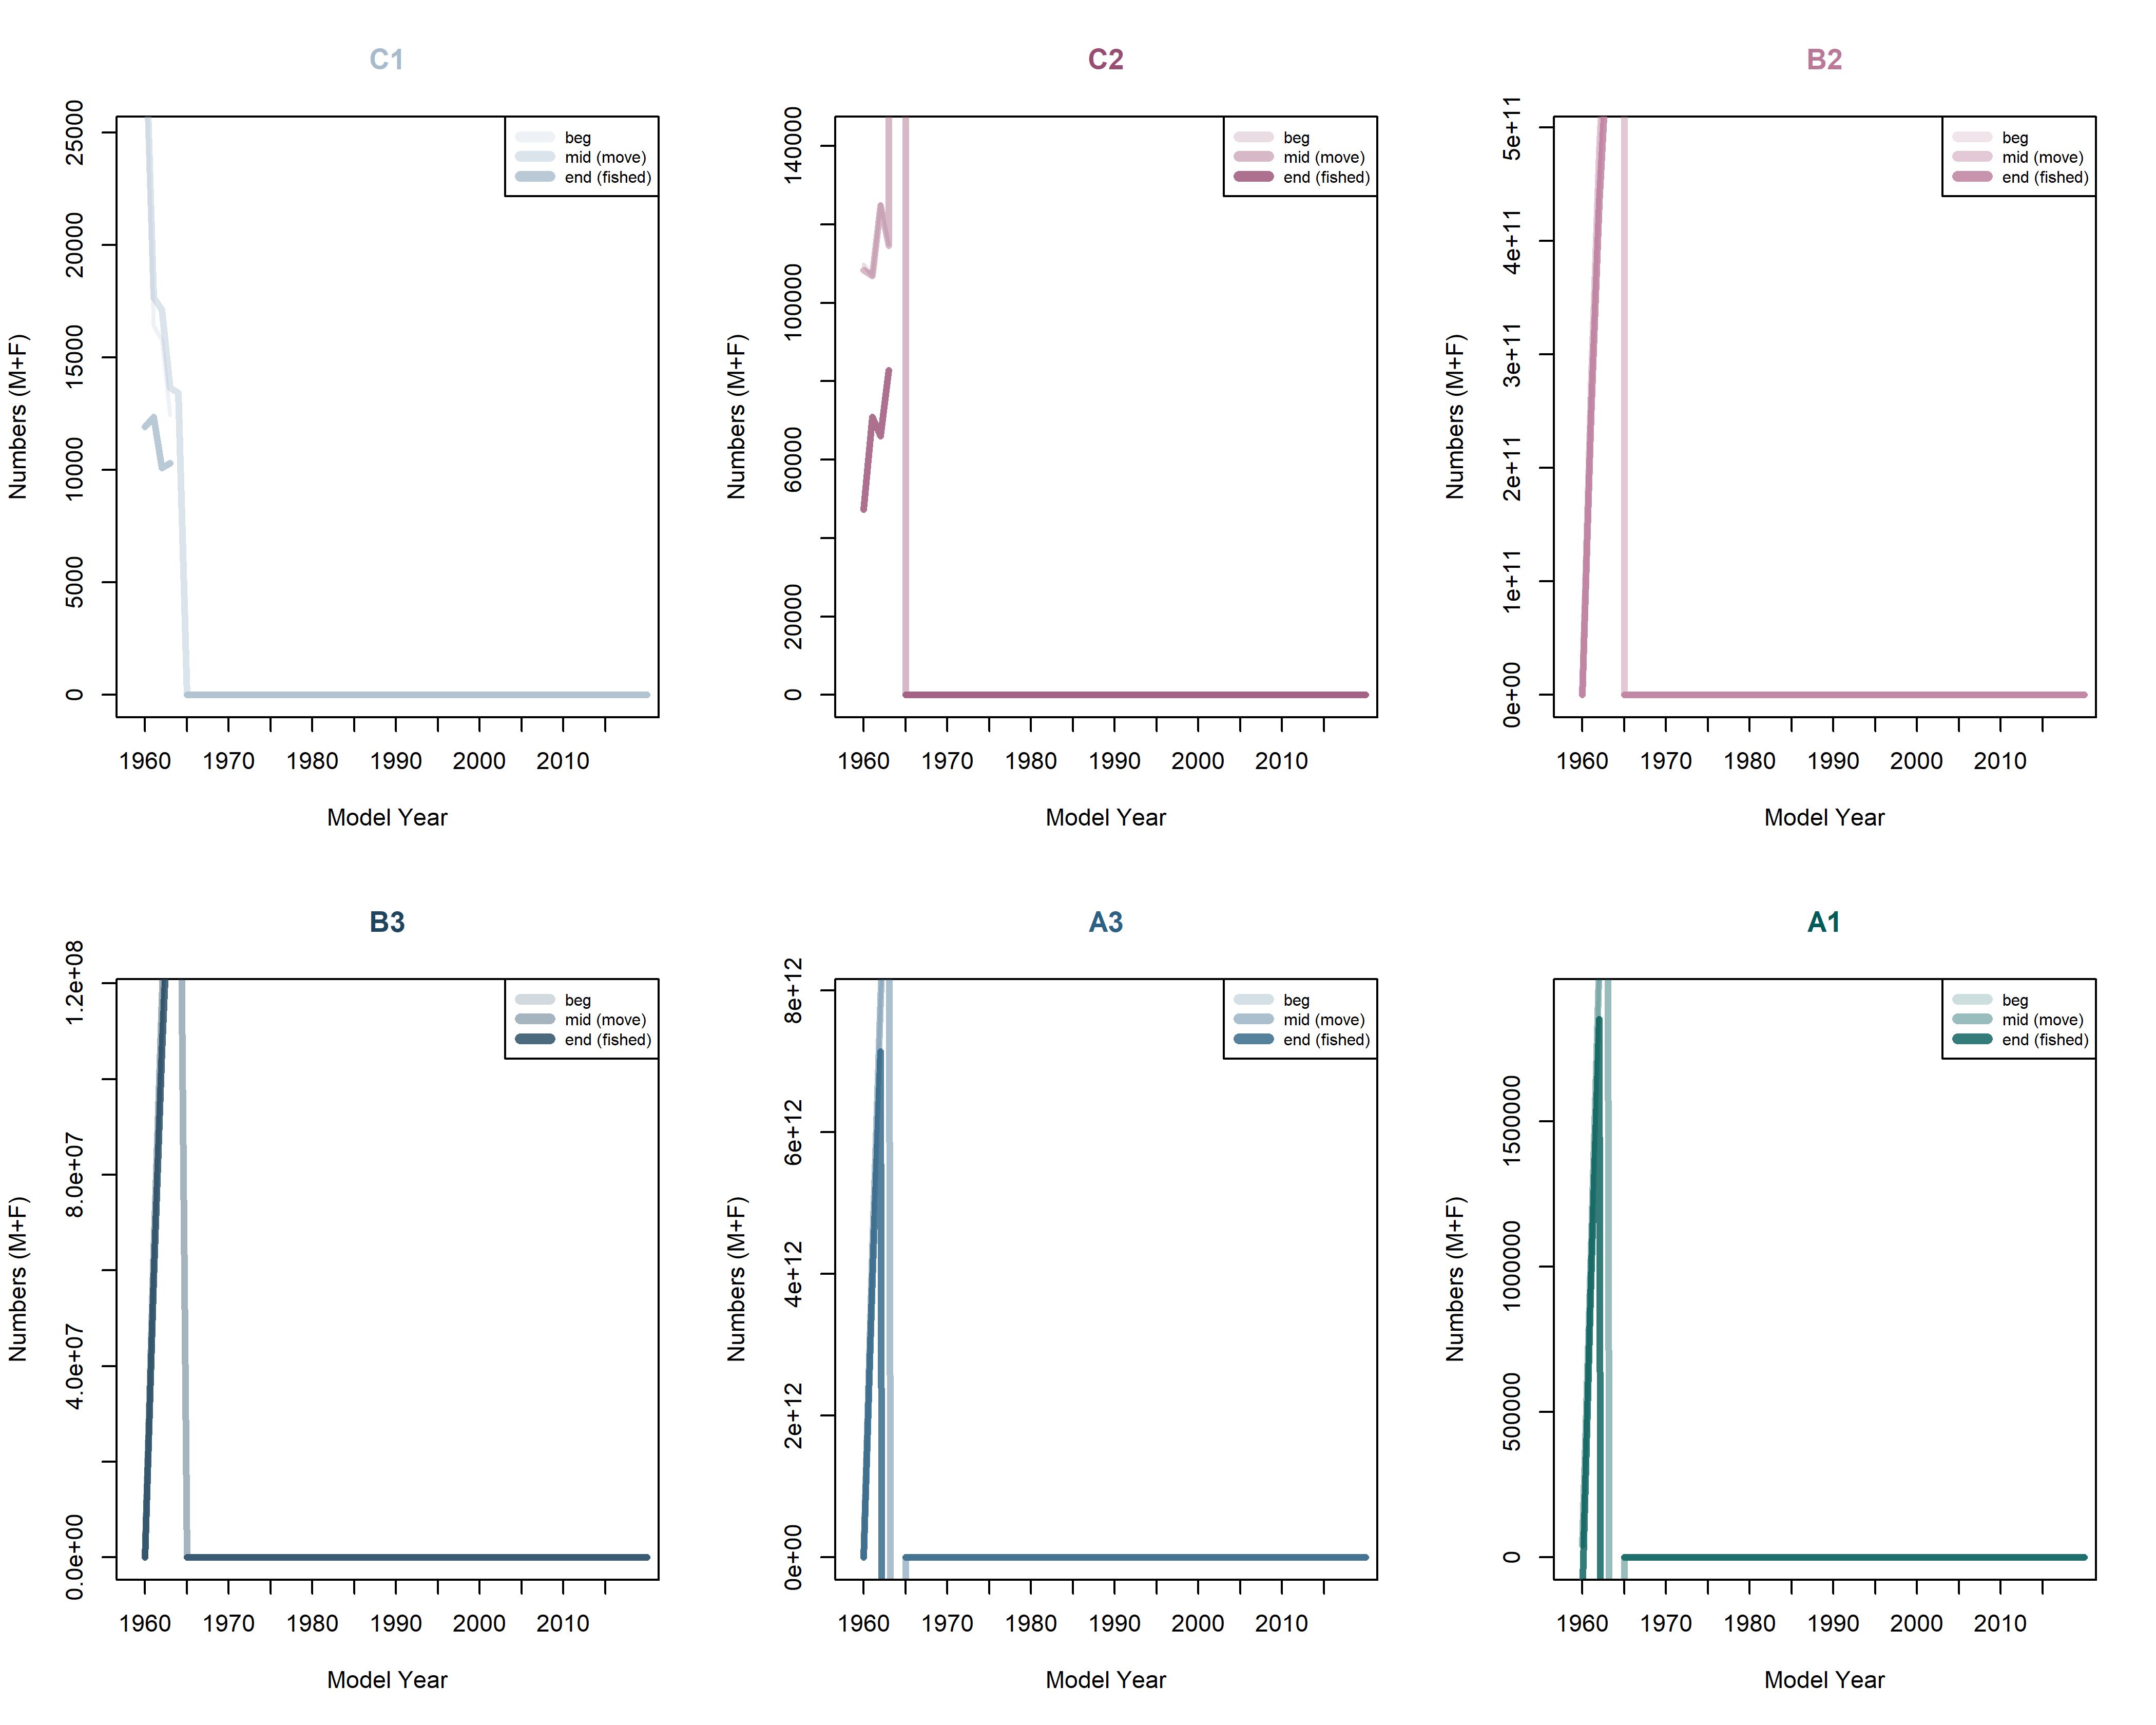 C1
Numbers (M+F)
25000
20000
15000
10000
5000
0
beg
mid (move)
end (fished)
1960 1970 1980 1990 2000 2010
Model Year
C2
Numbers (M+F)
140000
100000
60000
20000
0
beg
mid (move)
end (fished)
1960 1970 1980 1990 2000 2010
Model Year
B2
Numbers (M+F)
5e+11
4e+11
3e+11
2e+11
1e+11
0e+00
beg
mid (move)
end (fished)
1960 1970 1980 1990 2000 2010
Model Year
B3
Numbers (M+F)
1.2e+08
8.0e+07
4.0e+07
0.0e+00
beg
mid (move)
end (fished)
1960 1970 1980 1990 2000 2010
Model Year
A3
Numbers (M+F)
8e+12
6e+12
4e+12
2e+12
0e+00
beg
mid (move)
end (fished)
1960 1970 1980 1990 2000 2010
Model Year
A1
Numbers (M+F)
1500000
1000000
500000
0
beg
mid (move)
end (fished)
1960 1970 1980 1990 2000 2010
Model Year